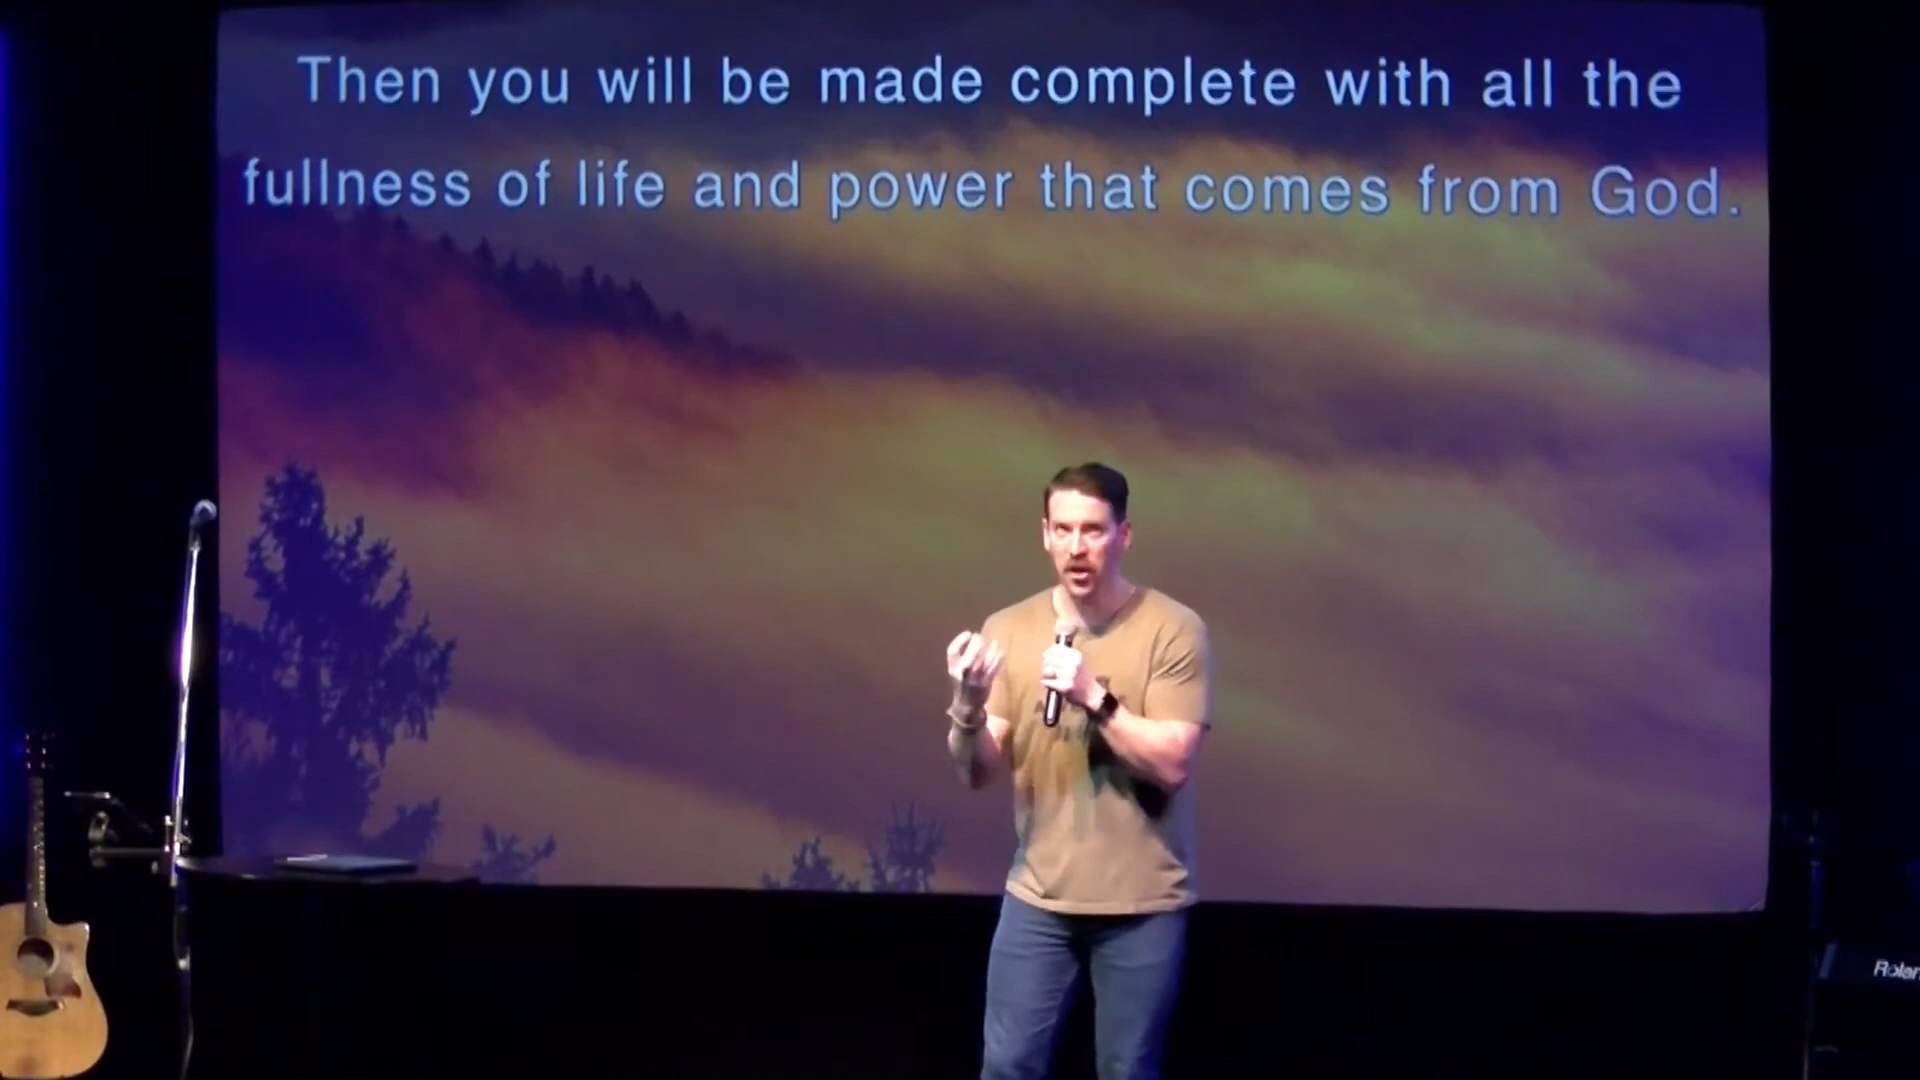 Then you will be made complete with all the
fullness of life and power that comes from God.